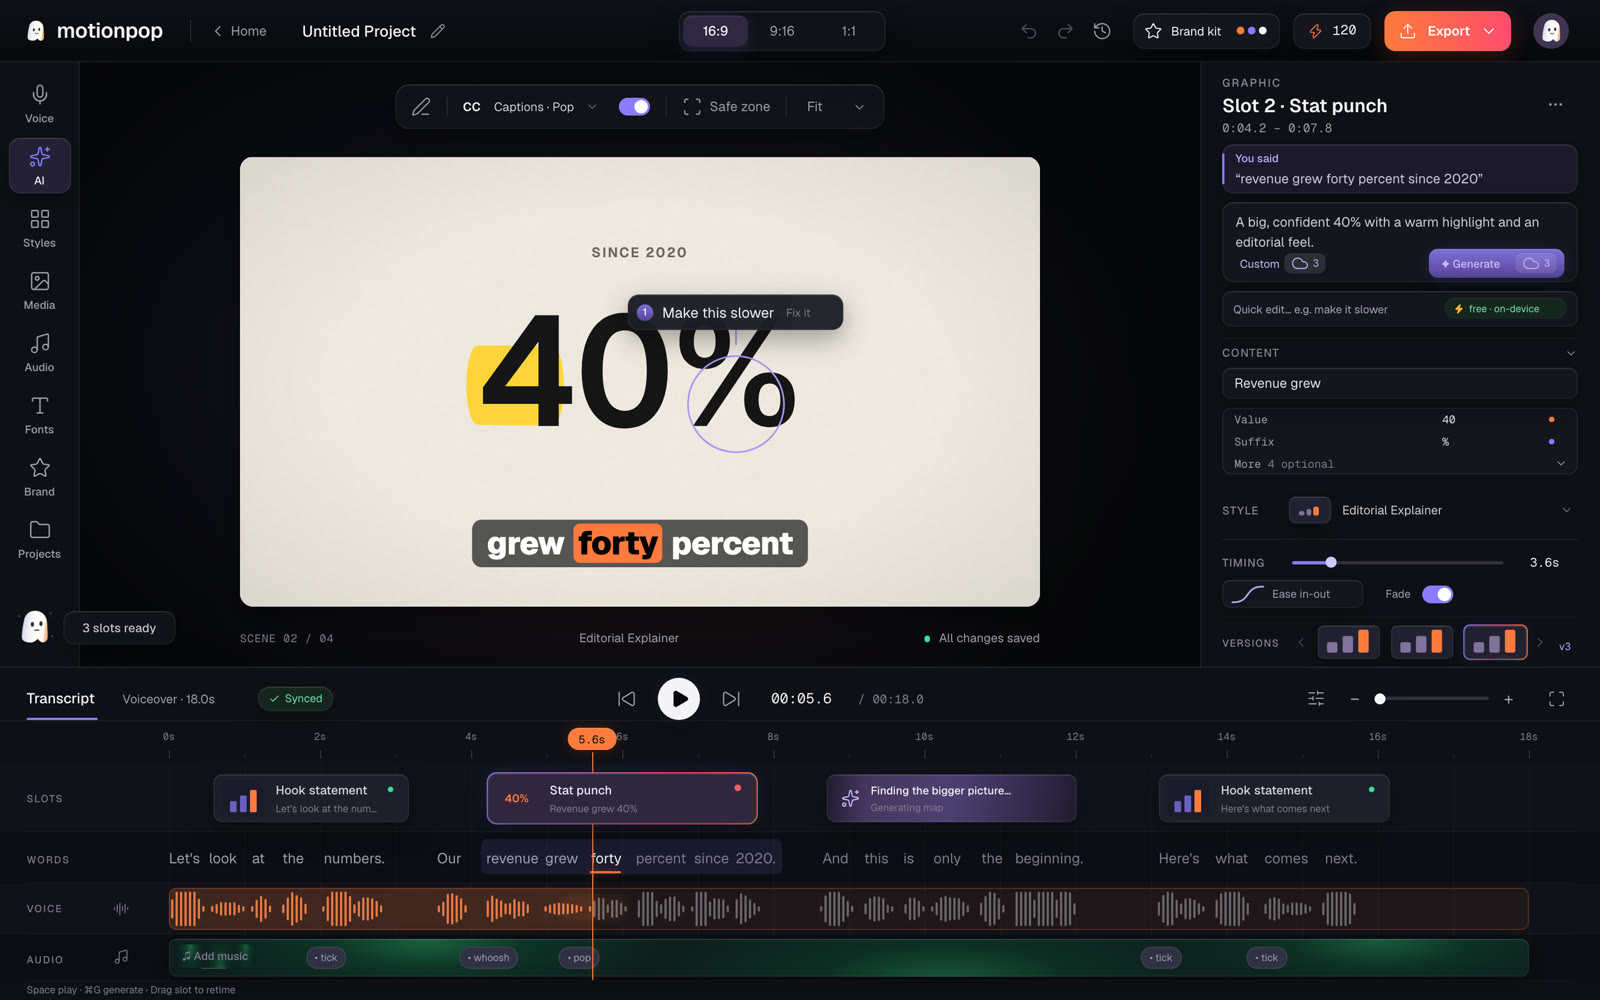 motionpop
Home
Untitled Project
16:9
9:16
1:1
Brand kit
120
Export
Voice
AI
Styles
Media
Audio
Fonts
Brand
Projects
3 slots ready
CC Captions · Pop
Safe zone
Fit
SINCE 2020
1 Make this slower Fix it
40%
grew forty percent
SCENE 02 / 04
Editorial Explainer
All changes saved
GRAPHIC
Slot 2 · Stat punch
0:04.2 – 0:07.8
You said
“revenue grew forty percent since 2020”
A big, confident 40% with a warm highlight and an
editorial feel.
Custom 3
Generate 3
Quick edit... e.g. make it slower
free · on-device
CONTENT
Revenue grew
Value 40
Suffix %
More 4 optional
STYLE Editorial Explainer
TIMING 3.6s
Ease in-out
Fade
VERSIONS v3
Transcript
Voiceover · 18.0s
Synced
00:05.6 / 00:18.0
0s 2s 4s 5.6s 6s 8s 10s 12s 14s 16s 18s
SLOTS
Hook statement
Let's look at the num...
40%
Stat punch
Revenue grew 40%
Finding the bigger picture...
Generating map
Hook statement
Here's what comes next
WORDS
Let's look at the numbers. Our revenue grew forty percent since 2020. And this is only the beginning. Here's what comes next.
VOICE
AUDIO
Add music
• tick
• whoosh
• pop
• tick
• tick
Space play · ⌘G generate · Drag slot to retime